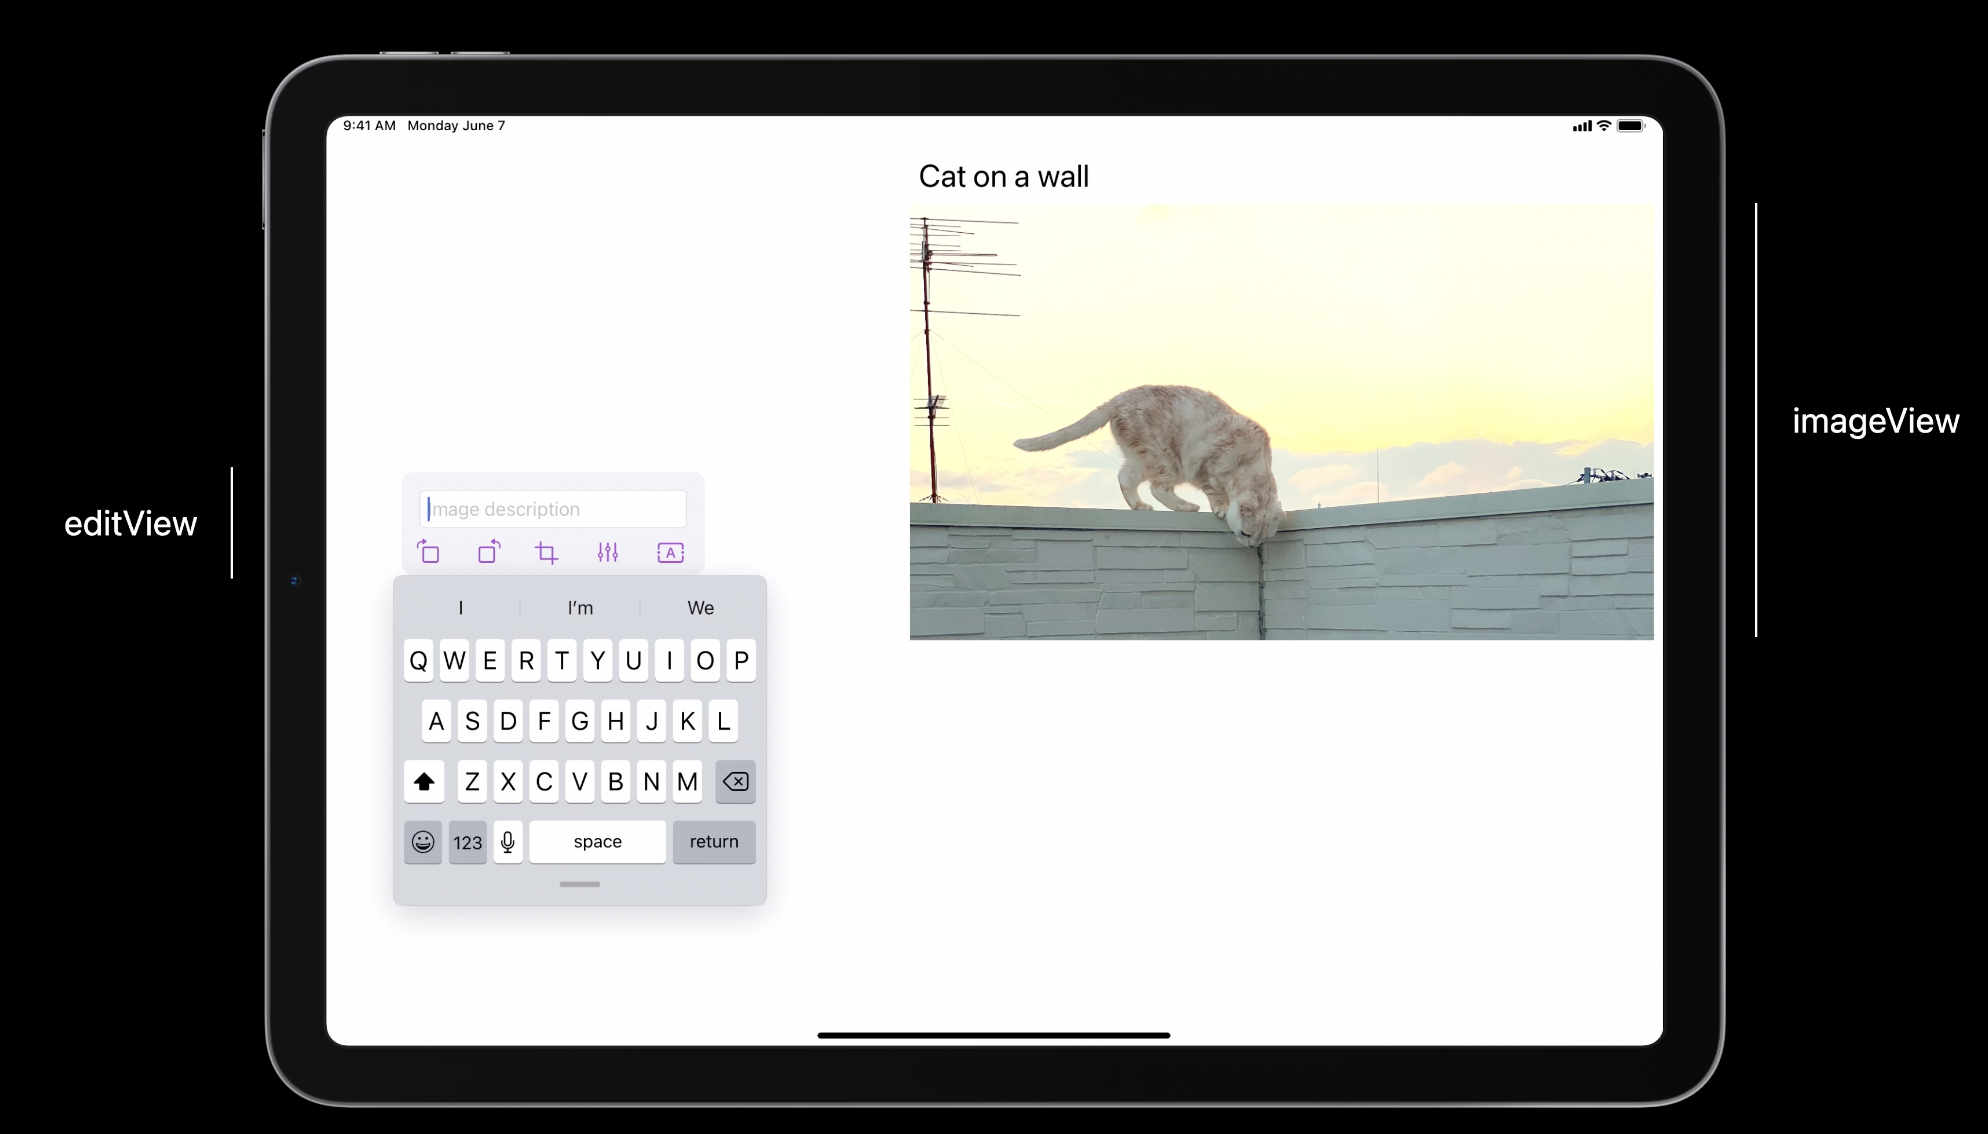 9:41 AM Monday June 7
Cat on a wall
imageView
editView
Image description
A
I I'm We
Q W E R T Y U I O P
A S D F G H J K L
Z X C V B N M
123 space return